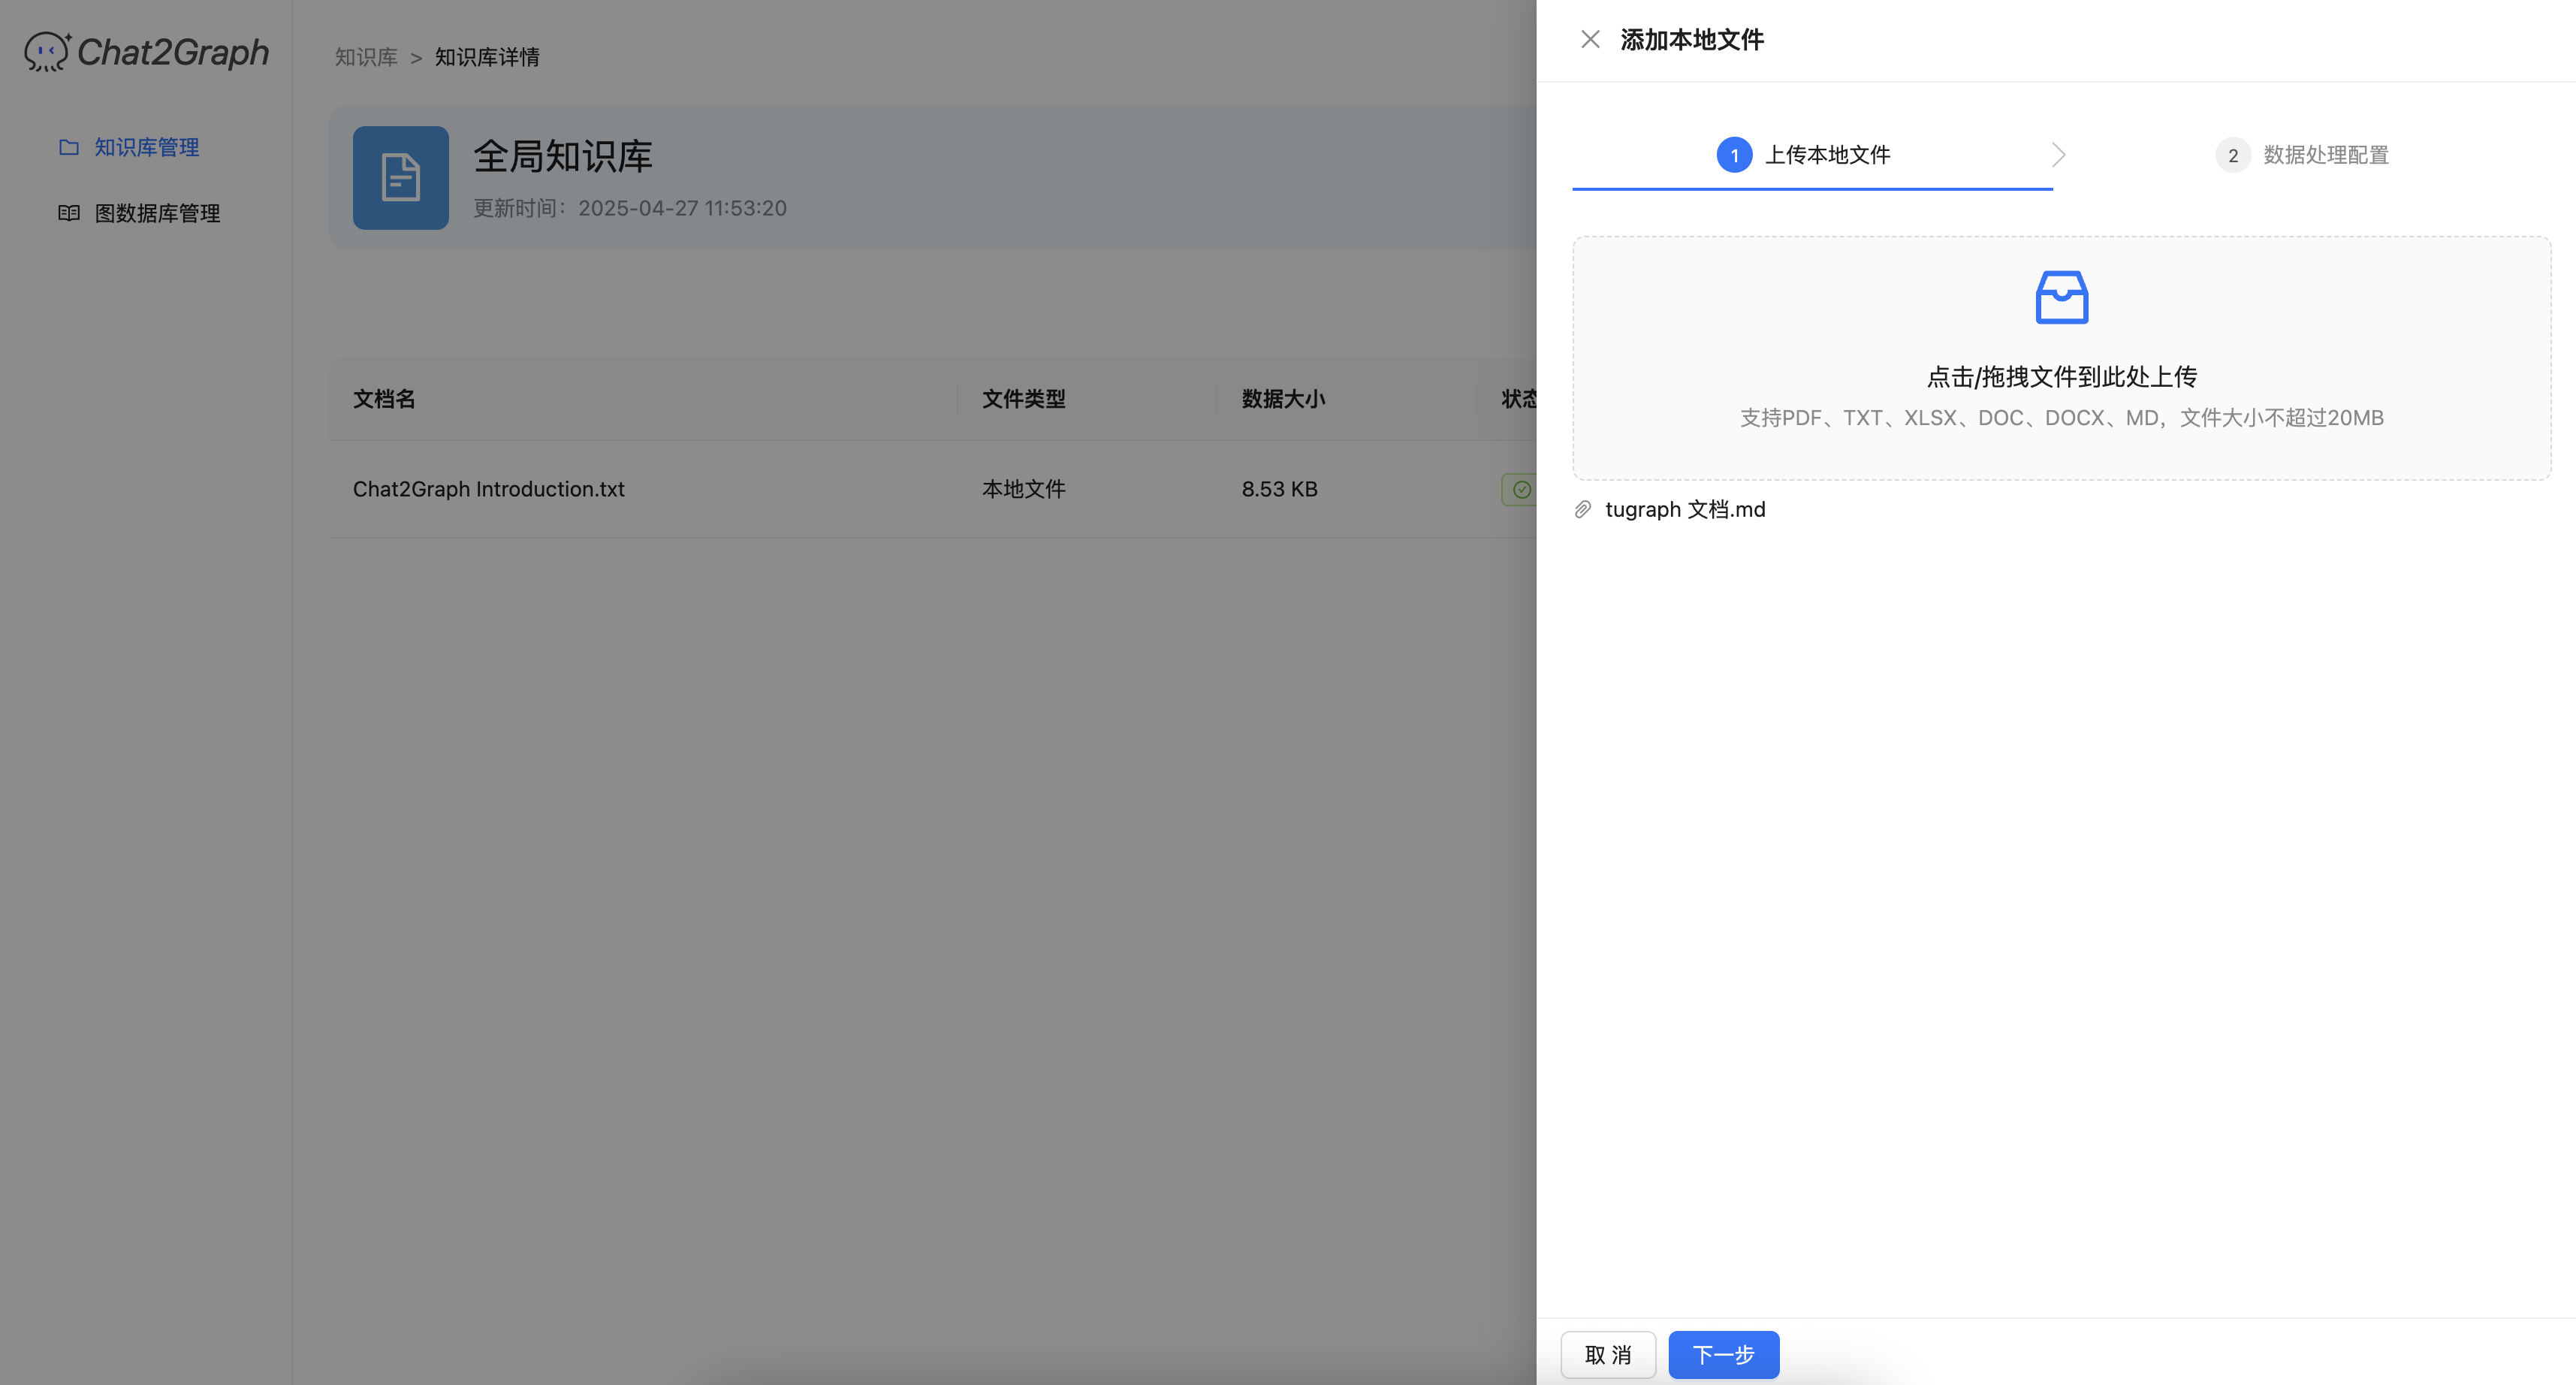 Chat2Graph
知识库管理
图数据库管理
知识库 > 知识库详情
全局知识库
更新时间：2025-04-27 11:53:20
文档名 文件类型 数据大小 状态
Chat2Graph Introduction.txt 本地文件 8.53 KB
添加本地文件
1 上传本地文件
2 数据处理配置
点击/拖拽文件到此处上传
支持PDF、TXT、XLSX、DOC、DOCX、MD，文件大小不超过20MB
tugraph 文档.md
取 消
下一步